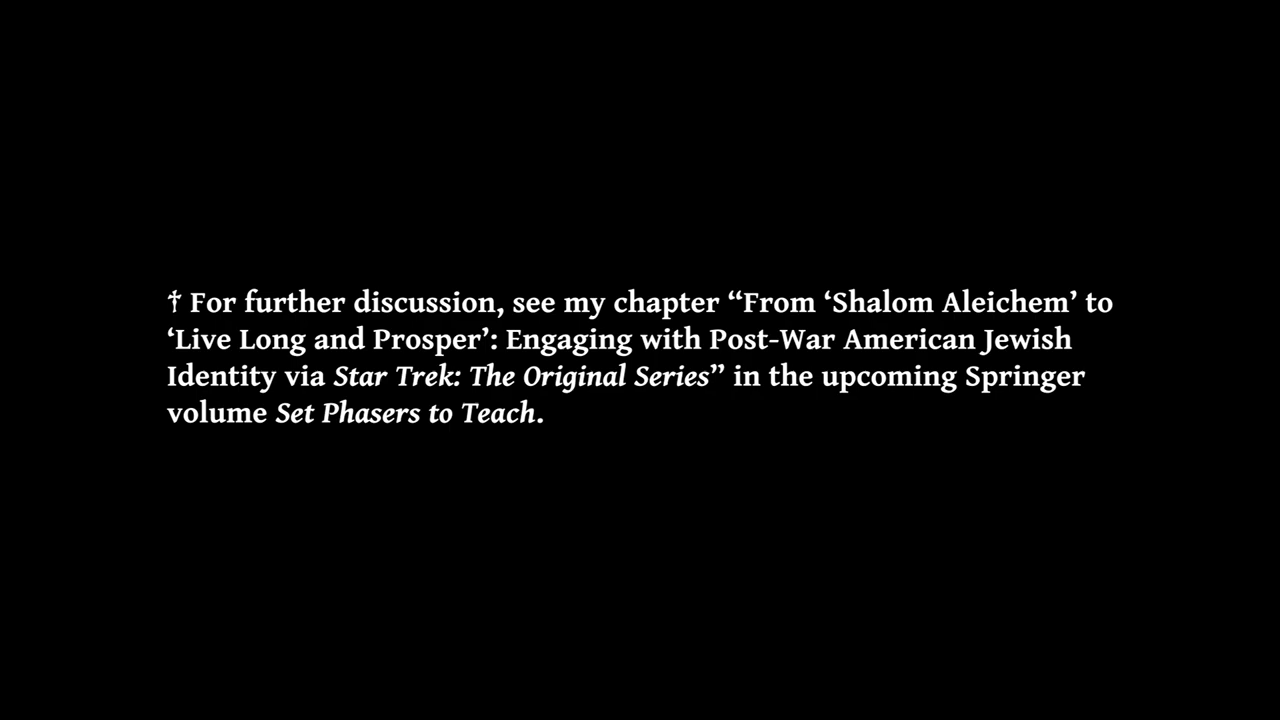 † For further discussion, see my chapter “From ‘Shalom Aleichem’ to
‘Live Long and Prosper’: Engaging with Post-War American Jewish
Identity via Star Trek: The Original Series” in the upcoming Springer
volume Set Phasers to Teach.